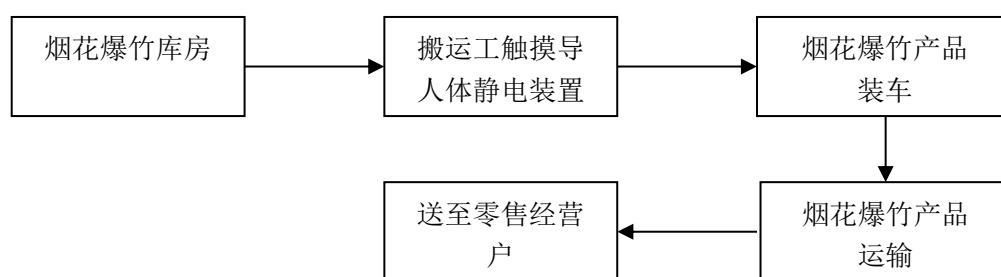 烟花爆竹库房
搬运工触摸导
人体静电装置
烟花爆竹产品
装车
烟花爆竹产品
运输
送至零售经营
户